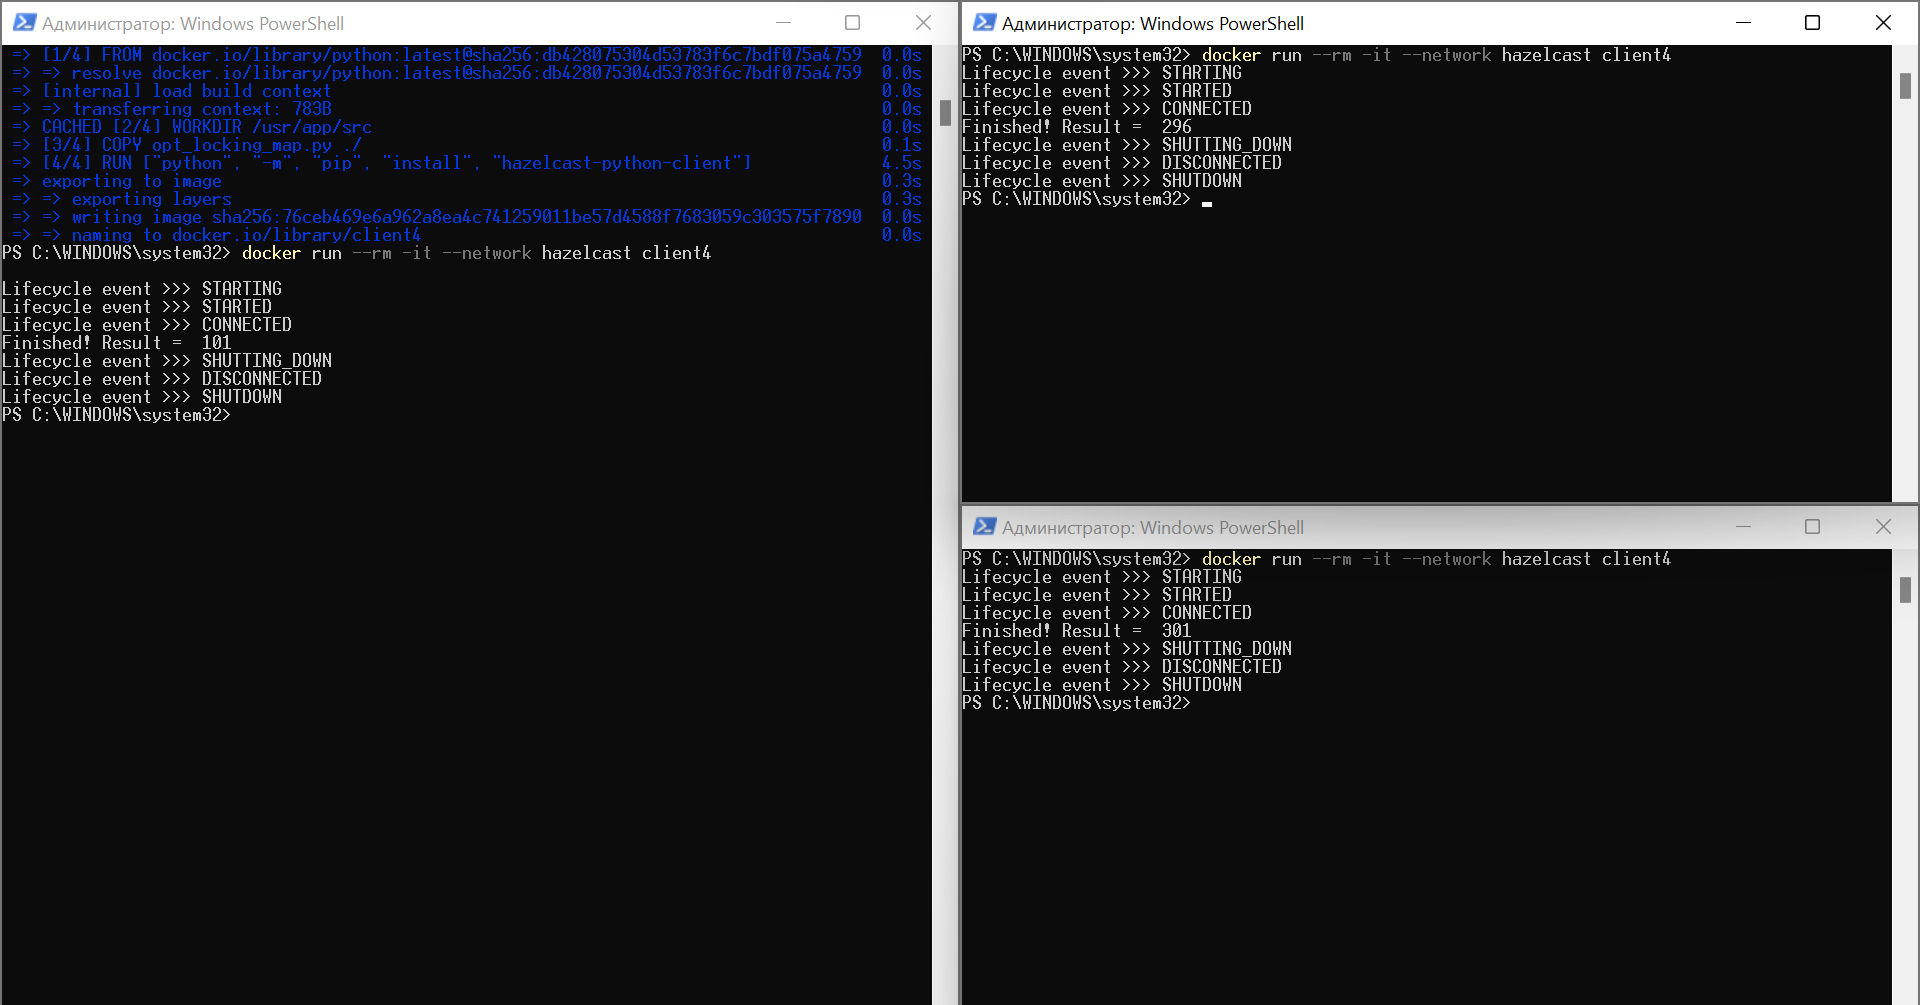 Администратор: Windows PowerShell
=> [1/4] FROM docker.io/library/python:latest@sha256:db428075304d53783f6c7bdf075a4759 0.0s
=> => resolve docker.io/library/python:latest@sha256:db428075304d53783f6c7bdf075a4759 0.0s
=> [internal] load build context 0.0s
=> => transferring context: 783B 0.0s
=> CACHED [2/4] WORKDIR /usr/app/src 0.0s
=> [3/4] COPY opt_locking_map.py ./ 0.1s
=> [4/4] RUN ["python", "-m", "pip", "install", "hazelcast-python-client"] 4.5s
=> exporting to image 0.3s
=> => exporting layers 0.3s
=> => writing image sha256:76ceb469e6a962a8ea4c741259011be57d4588f7683059c303575f7890 0.0s
=> => naming to docker.io/library/client4 0.0s
PS C:\WINDOWS\system32> docker run --rm -it --network hazelcast client4
Lifecycle event >>> STARTING
Lifecycle event >>> STARTED
Lifecycle event >>> CONNECTED
Finished! Result =  101
Lifecycle event >>> SHUTTING_DOWN
Lifecycle event >>> DISCONNECTED
Lifecycle event >>> SHUTDOWN
PS C:\WINDOWS\system32>
Администратор: Windows PowerShell
PS C:\WINDOWS\system32> docker run --rm -it --network hazelcast client4
Lifecycle event >>> STARTING
Lifecycle event >>> STARTED
Lifecycle event >>> CONNECTED
Finished! Result =  296
Lifecycle event >>> SHUTTING_DOWN
Lifecycle event >>> DISCONNECTED
Lifecycle event >>> SHUTDOWN
PS C:\WINDOWS\system32>
Администратор: Windows PowerShell
PS C:\WINDOWS\system32> docker run --rm -it --network hazelcast client4
Lifecycle event >>> STARTING
Lifecycle event >>> STARTED
Lifecycle event >>> CONNECTED
Finished! Result =  301
Lifecycle event >>> SHUTTING_DOWN
Lifecycle event >>> DISCONNECTED
Lifecycle event >>> SHUTDOWN
PS C:\WINDOWS\system32>